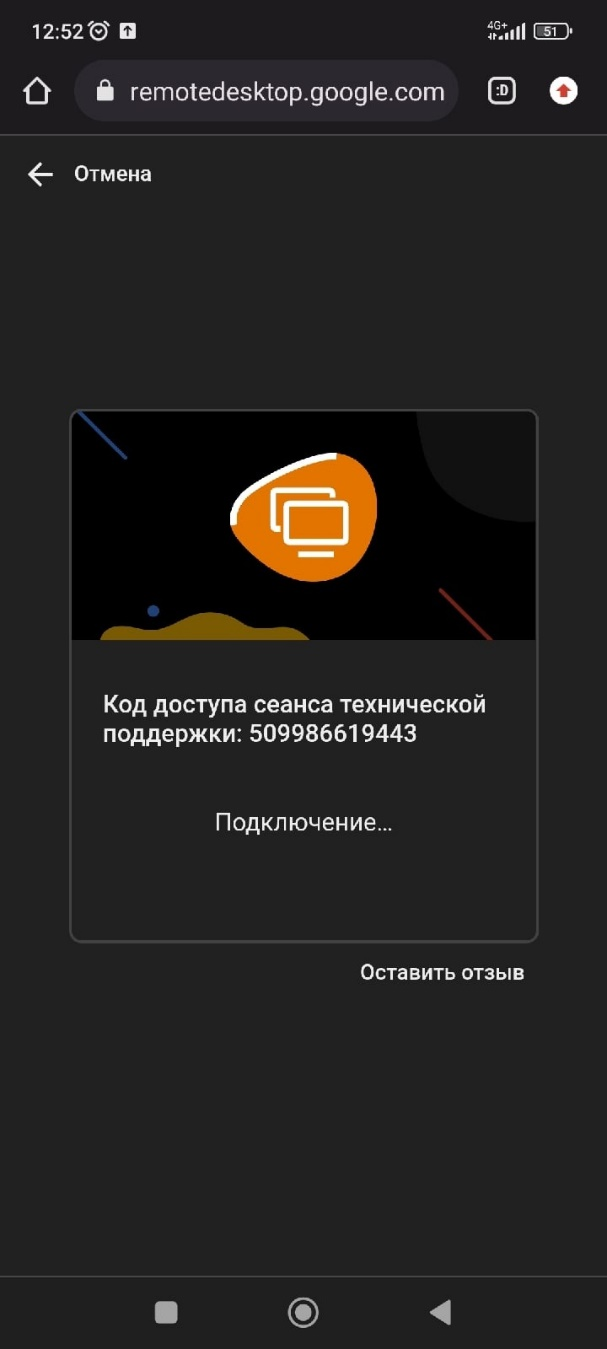 12:52
4G+
51
remotedesktop.google.com
:D
Отмена
Код доступа сеанса технической
поддержки: 509986619443
Подключение...
Оставить отзыв